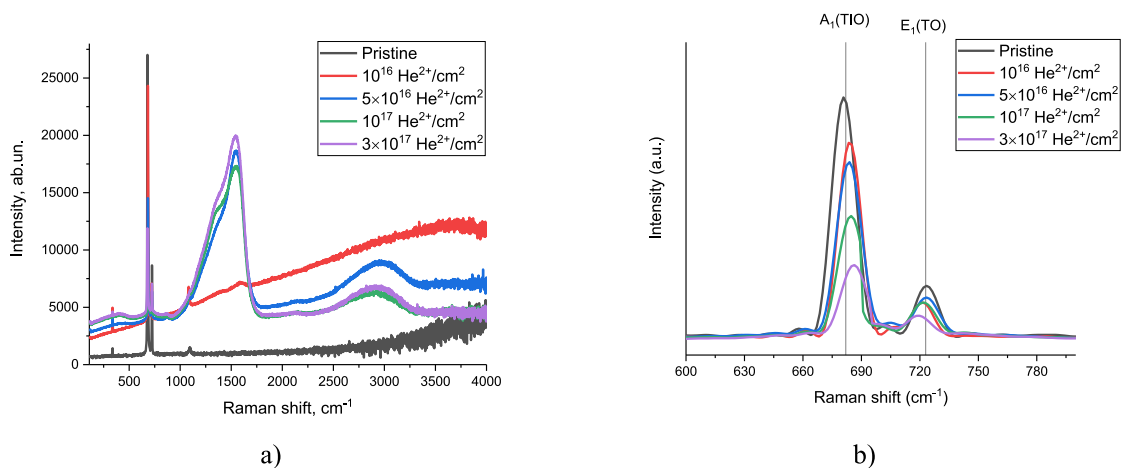 Pristine
10¹⁶ He²⁺/cm²
5×10¹⁶ He²⁺/cm²
10¹⁷ He²⁺/cm²
3×10¹⁷ He²⁺/cm²
25000
20000
15000
10000
5000
0
Intensity, ab.un.
500 1000 1500 2000 2500 3000 3500 4000
Raman shift, cm⁻¹
a)
A₁(TIO) E₁(TO)
Pristine
10¹⁶ He²⁺/cm²
5×10¹⁶ He²⁺/cm²
10¹⁷ He²⁺/cm²
3×10¹⁷ He²⁺/cm²
Intensity (a.u.)
600 630 660 690 720 750 780
Raman shift (cm⁻¹)
b)